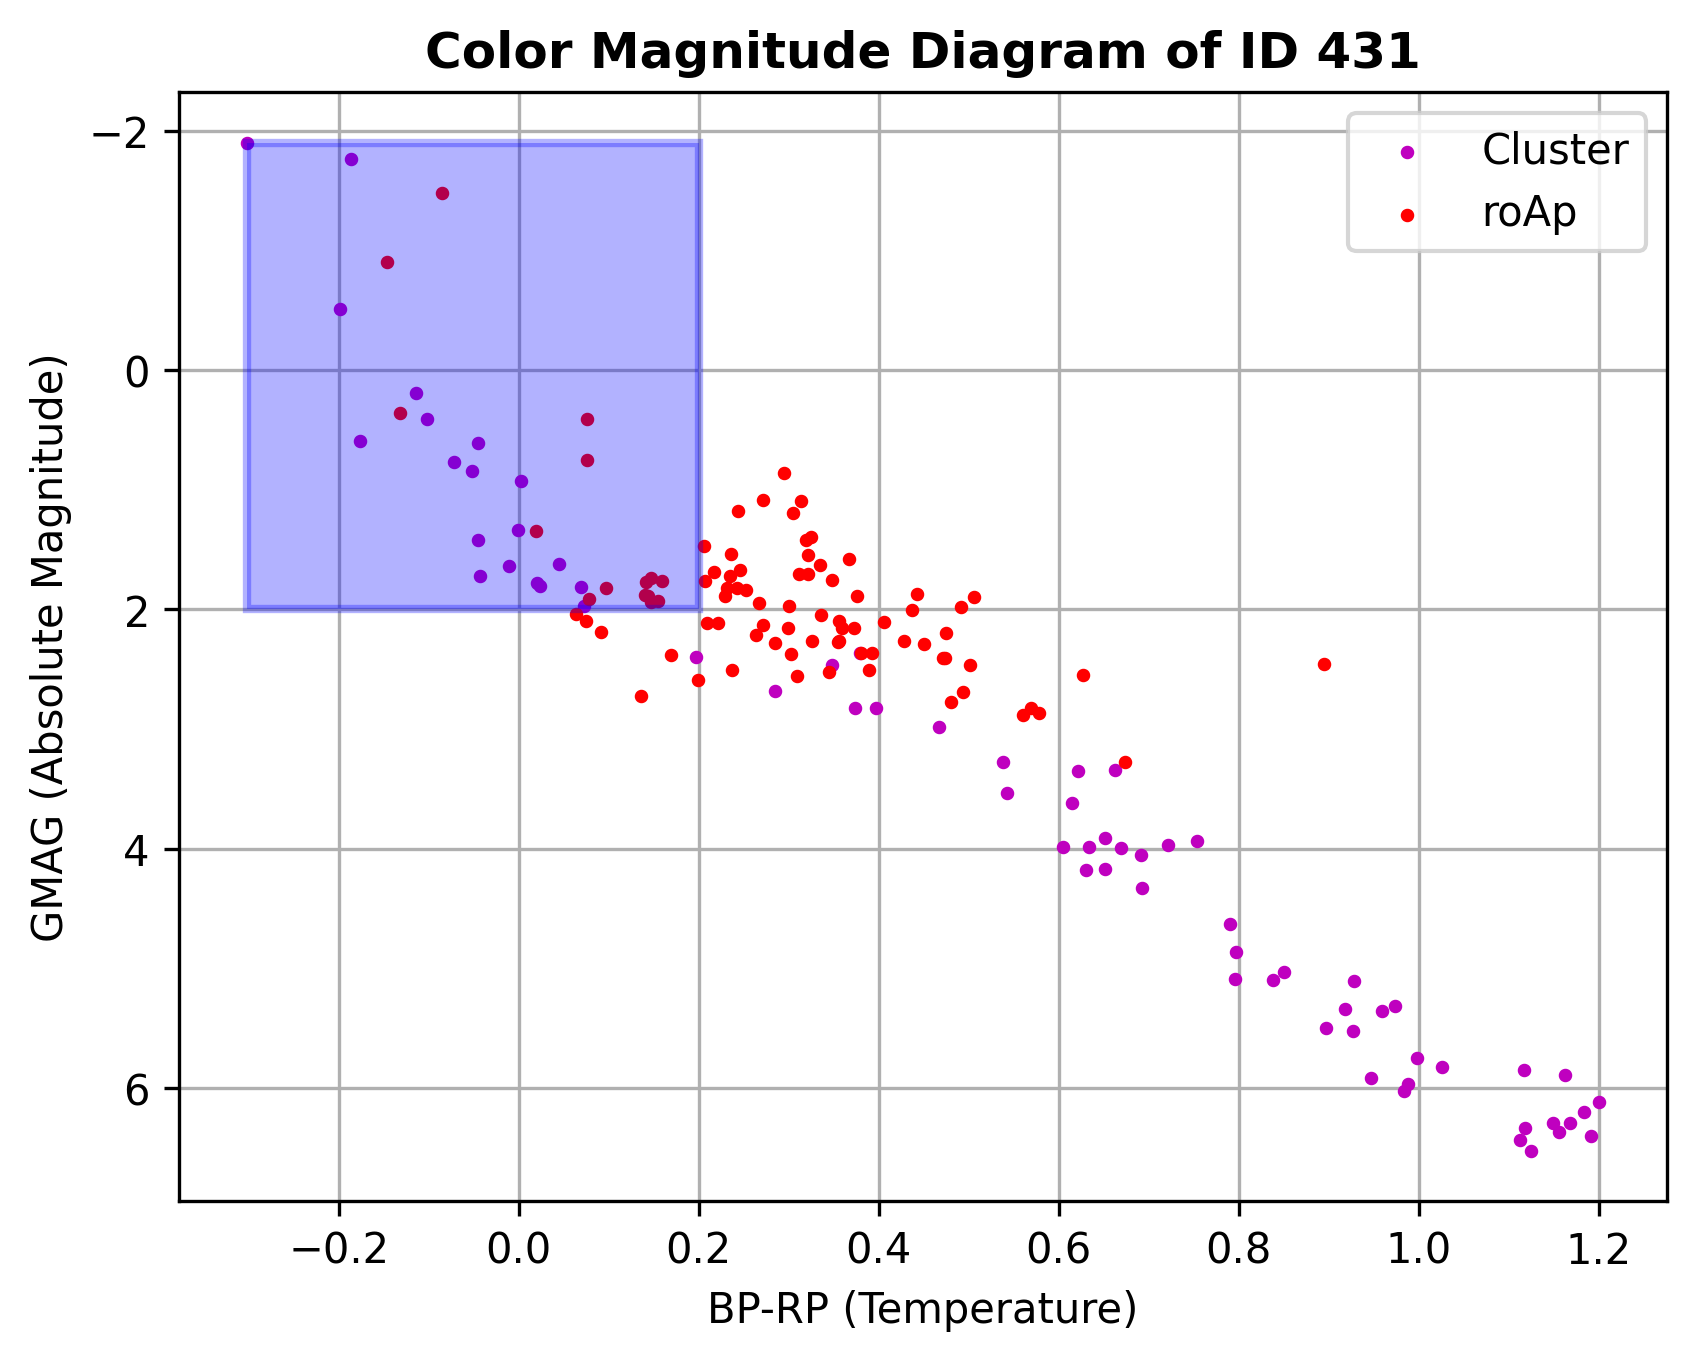 Color Magnitude Diagram of ID 431
Cluster
roAp
GMAG (Absolute Magnitude)
−2
0
2
4
6
−0.2 0.0 0.2 0.4 0.6 0.8 1.0 1.2
BP-RP (Temperature)